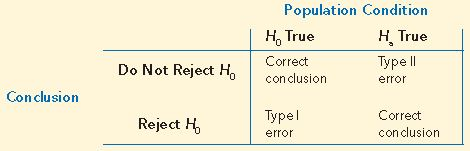 Population Condition
H0 True Ha True
Do Not Reject H0 Correct conclusion Type II error
Conclusion
Reject H0 Type I error Correct conclusion